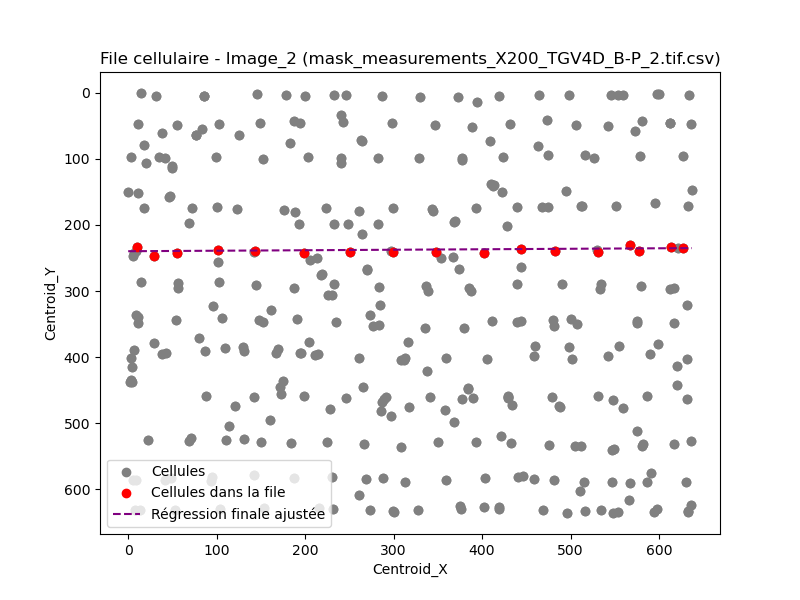 File cellulaire - Image_2 (mask_measurements_X200_TGV4D_B-P_2.tif.csv)
0
100
200
300
400
500
600
Centroid_Y
Cellules
Cellules dans la file
Régression finale ajustée
0
100
200
300
400
500
600
Centroid_X